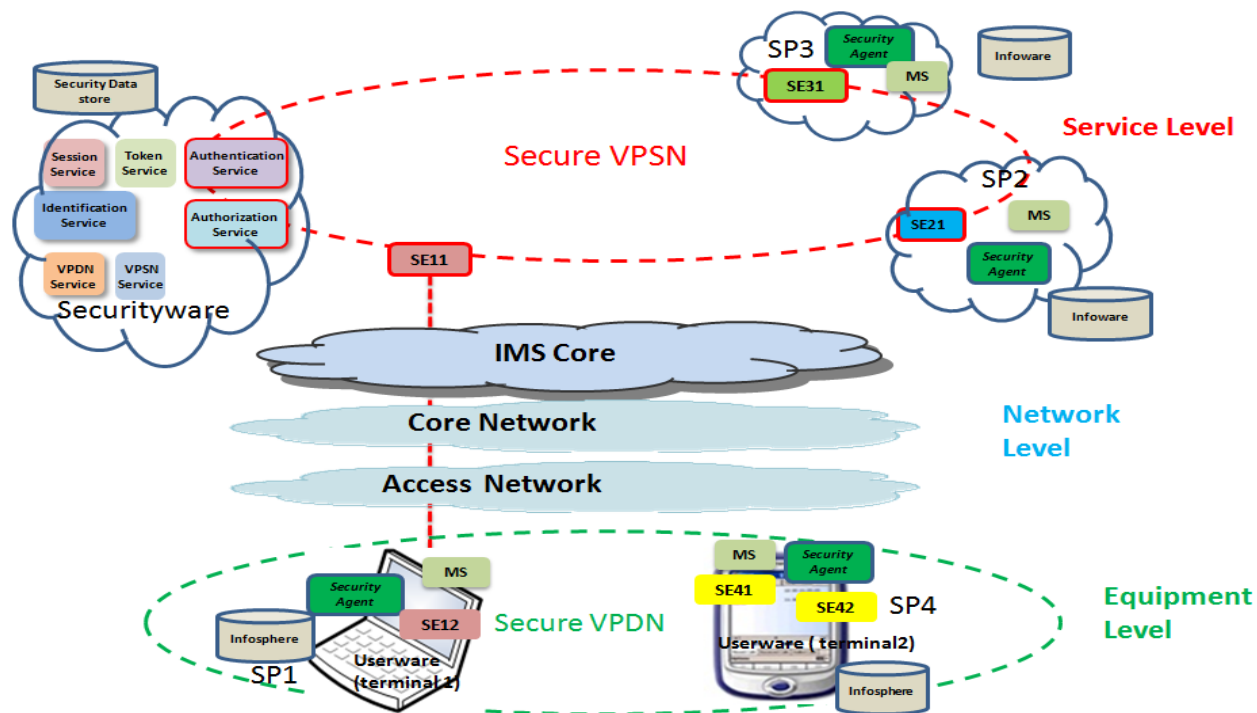 SP3
Security
Agent
MS
SE31
Infoware
Security Data
store
Session
Service
Token
Service
Authentication
Service
Identification
Service
Authorization
Service
VPDN
Service
VPSN
Service
Securityware
Secure VPSN
Service Level
SP2
MS
SE21
Security
Agent
Infoware
SE11
IMS Core
Core Network
Access Network
Network
Level
MS
Security
Agent
SE12
Infosphere
SP1
Userware
(terminal 1)
Secure VPDN
MS
Security
Agent
SE41
SE42
SP4
Userware ( terminal2)
Infosphere
Equipment
Level